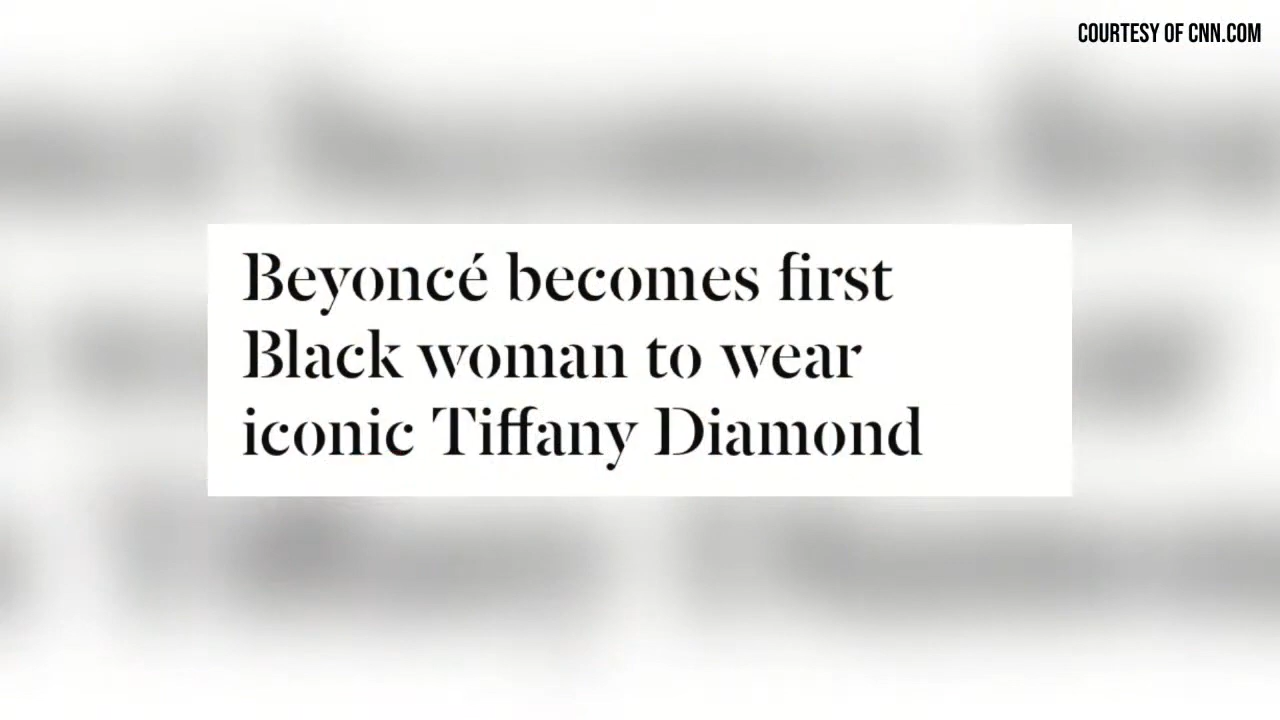 COURTESY OF CNN.COM
Beyoncé becomes first
Black woman to wear
iconic Tiffany Diamond